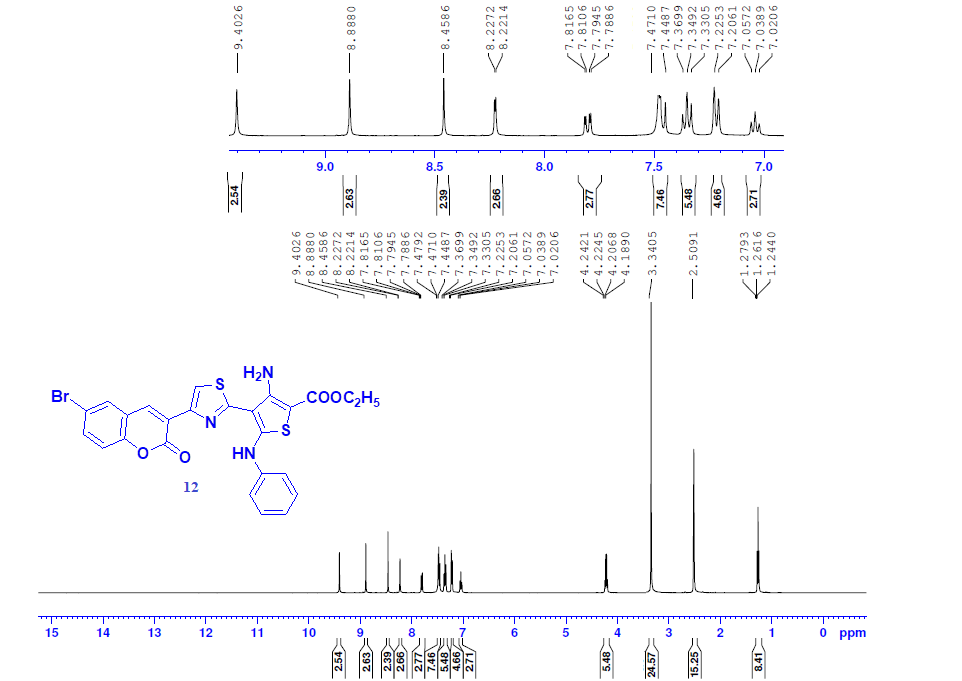 9.4026 8.8880 8.4586 8.2272 8.2214 7.8165 7.8106 7.7945 7.7886 7.4710 7.4487 7.3699 7.3492 7.3305 7.2253 7.2061 7.0572 7.0389 7.0206
9.0 8.5 8.0 7.5 7.0
2.54 2.63 2.39 2.66 2.77 7.46 5.48 4.66 2.71
9.4026 8.8880 8.4586 8.2272 8.2214 7.8165 7.8106 7.7945 7.7886 7.4792 7.4710 7.4487 7.3699 7.3492 7.3305 7.2253 7.2061 7.0572 7.0389 7.0206 4.2421 4.2245 4.2068 4.1890 3.3405 2.5091 1.2793 1.2616 1.2440
H₂N
S
Br
COOC₂H₅
N
S
O O
HN
12
15 14 13 12 11 10 9 8 7 6 5 4 3 2 1 0 ppm
2.54 2.63 2.39 2.66 2.77 7.46 5.48 4.66 2.71 5.48 24.57 15.25 8.41